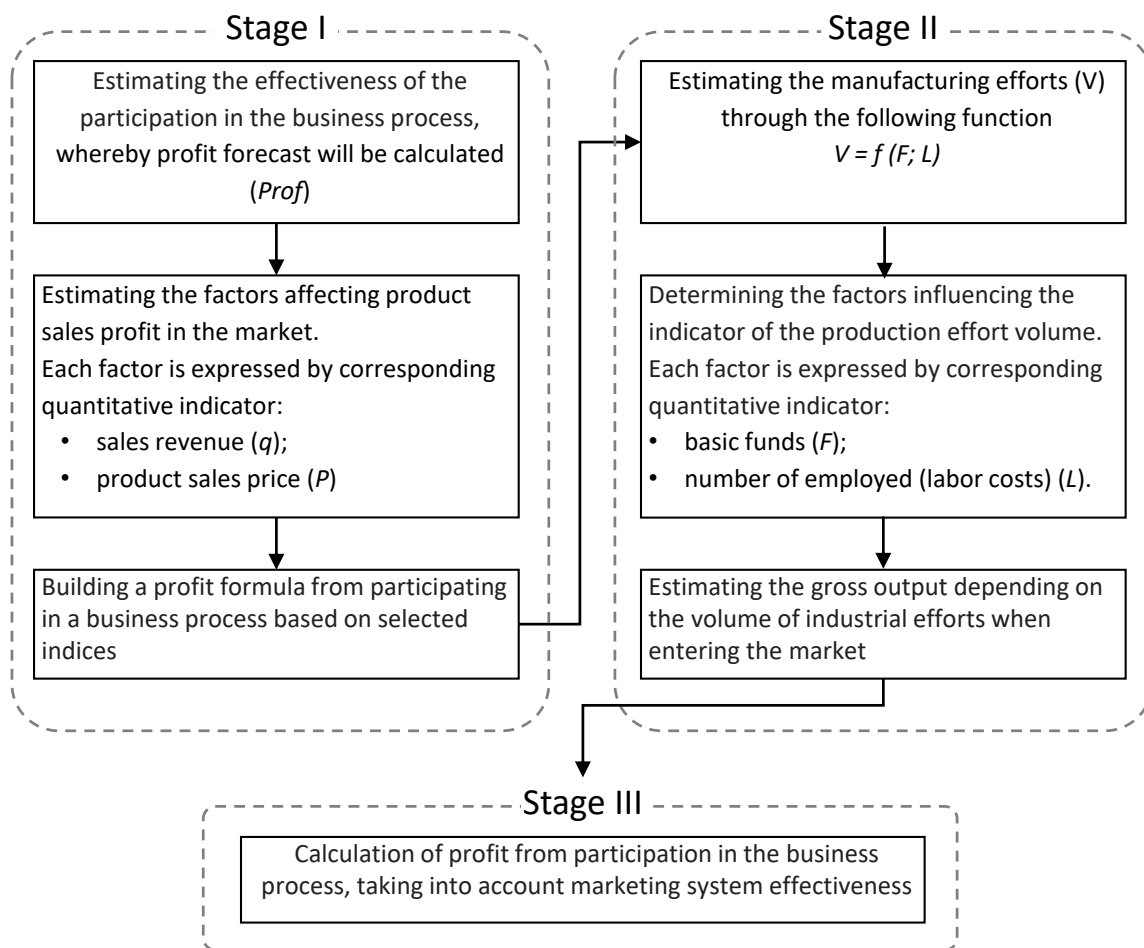 Stage I
Estimating the effectiveness of the
participation in the business process,
whereby profit forecast will be calculated
(Prof)
Estimating the factors affecting product
sales profit in the market.
Each factor is expressed by corresponding
quantitative indicator:
• sales revenue (q);
• product sales price (P)
Building a profit formula from participating
in a business process based on selected
indices
Stage II
Estimating the manufacturing efforts (V)
through the following function
V = f (F; L)
Determining the factors influencing the
indicator of the production effort volume.
Each factor is expressed by corresponding
quantitative indicator:
• basic funds (F);
• number of employed (labor costs) (L).
Estimating the gross output depending on
the volume of industrial efforts when
entering the market
Stage III
Calculation of profit from participation in the business
process, taking into account marketing system effectiveness